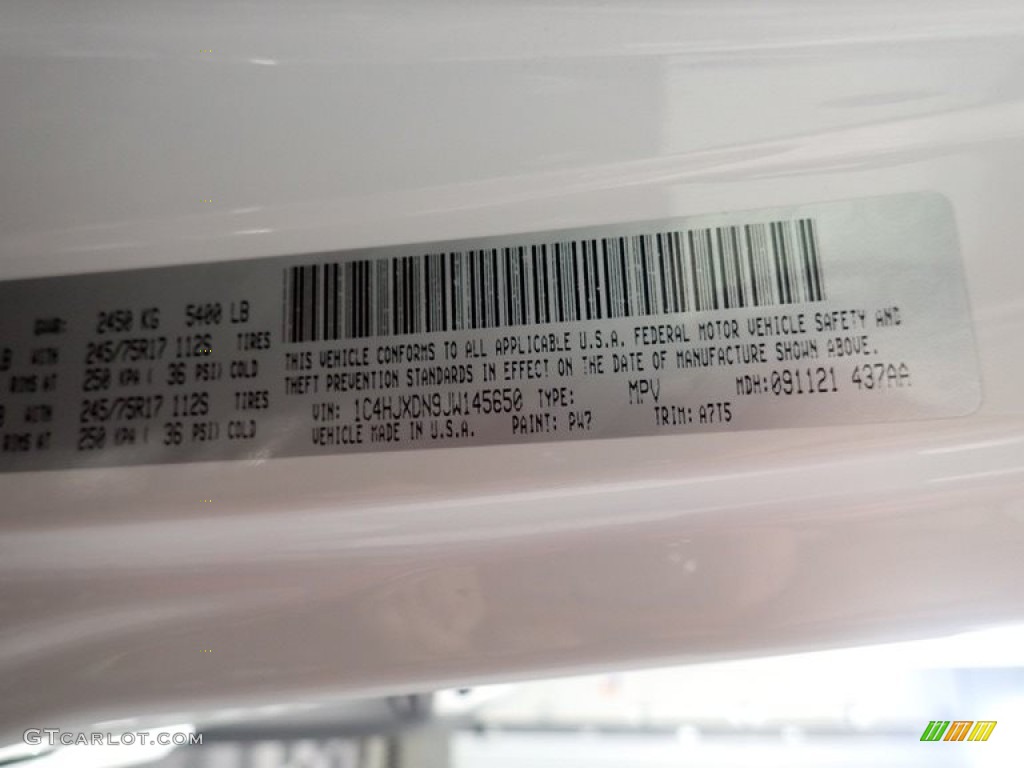 GVWR: 2450 KG 5400 LB
LB WITH 245/75R17 112S TIRES
RIMS AT 250 KPA ( 36 PSI) COLD
WITH 245/75R17 112S TIRES
RIMS AT 250 KPA ( 36 PSI) COLD
THIS VEHICLE CONFORMS TO ALL APPLICABLE U.S.A. FEDERAL MOTOR VEHICLE SAFETY AND
THEFT PREVENTION STANDARDS IN EFFECT ON THE DATE OF MANUFACTURE SHOWN ABOVE.
VIN: 1C4HJXDN9JW145650 TYPE: MPV MDH: 091121 437AA
VEHICLE MADE IN U.S.A. PAINT: PW7 TRIM: A7T5
GTCARLOT.COM